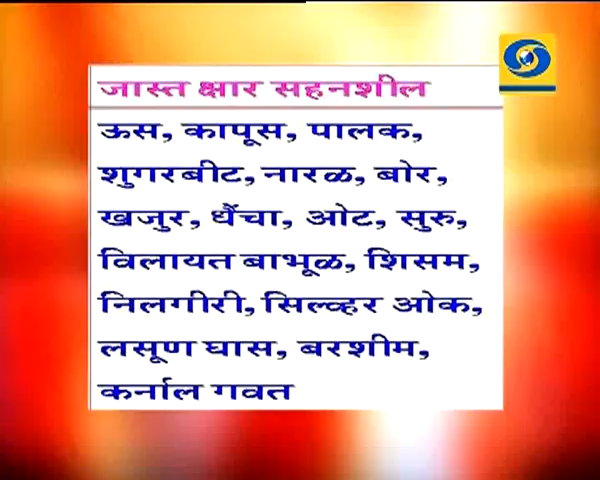 जास्त क्षार सहनशील
ऊस, कापूस, पालक,
शुगरबीट, नारळ, बोर,
खजुर, धैंचा, ओट, सुरु,
विलायत बाभूळ, शिसम,
निलगीरी, सिल्व्हर ओक,
लसूण घास, बरशीम,
कर्नाल गवत